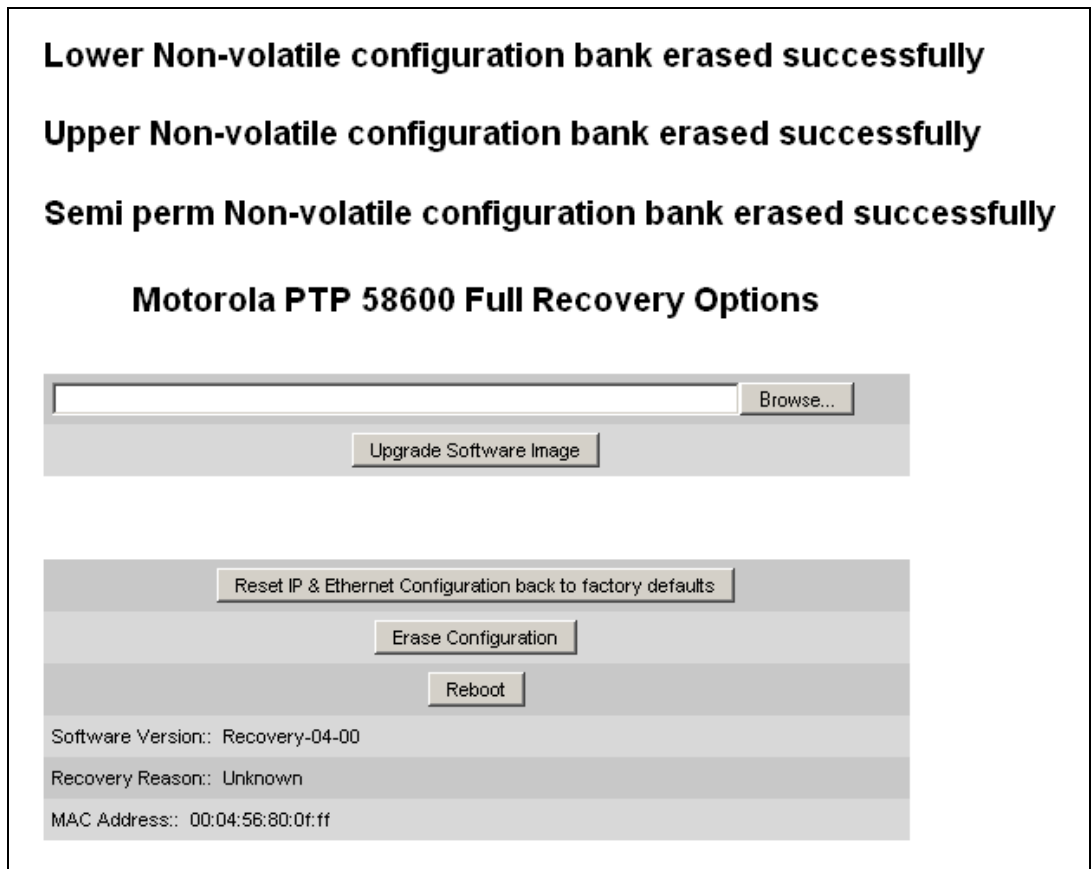 Lower Non-volatile configuration bank erased successfully
Upper Non-volatile configuration bank erased successfully
Semi perm Non-volatile configuration bank erased successfully
Motorola PTP 58600 Full Recovery Options
Browse...
Upgrade Software Image
Reset IP & Ethernet Configuration back to factory defaults
Erase Configuration
Reboot
Software Version:: Recovery-04-00
Recovery Reason:: Unknown
MAC Address:: 00:04:56:80:0f:ff